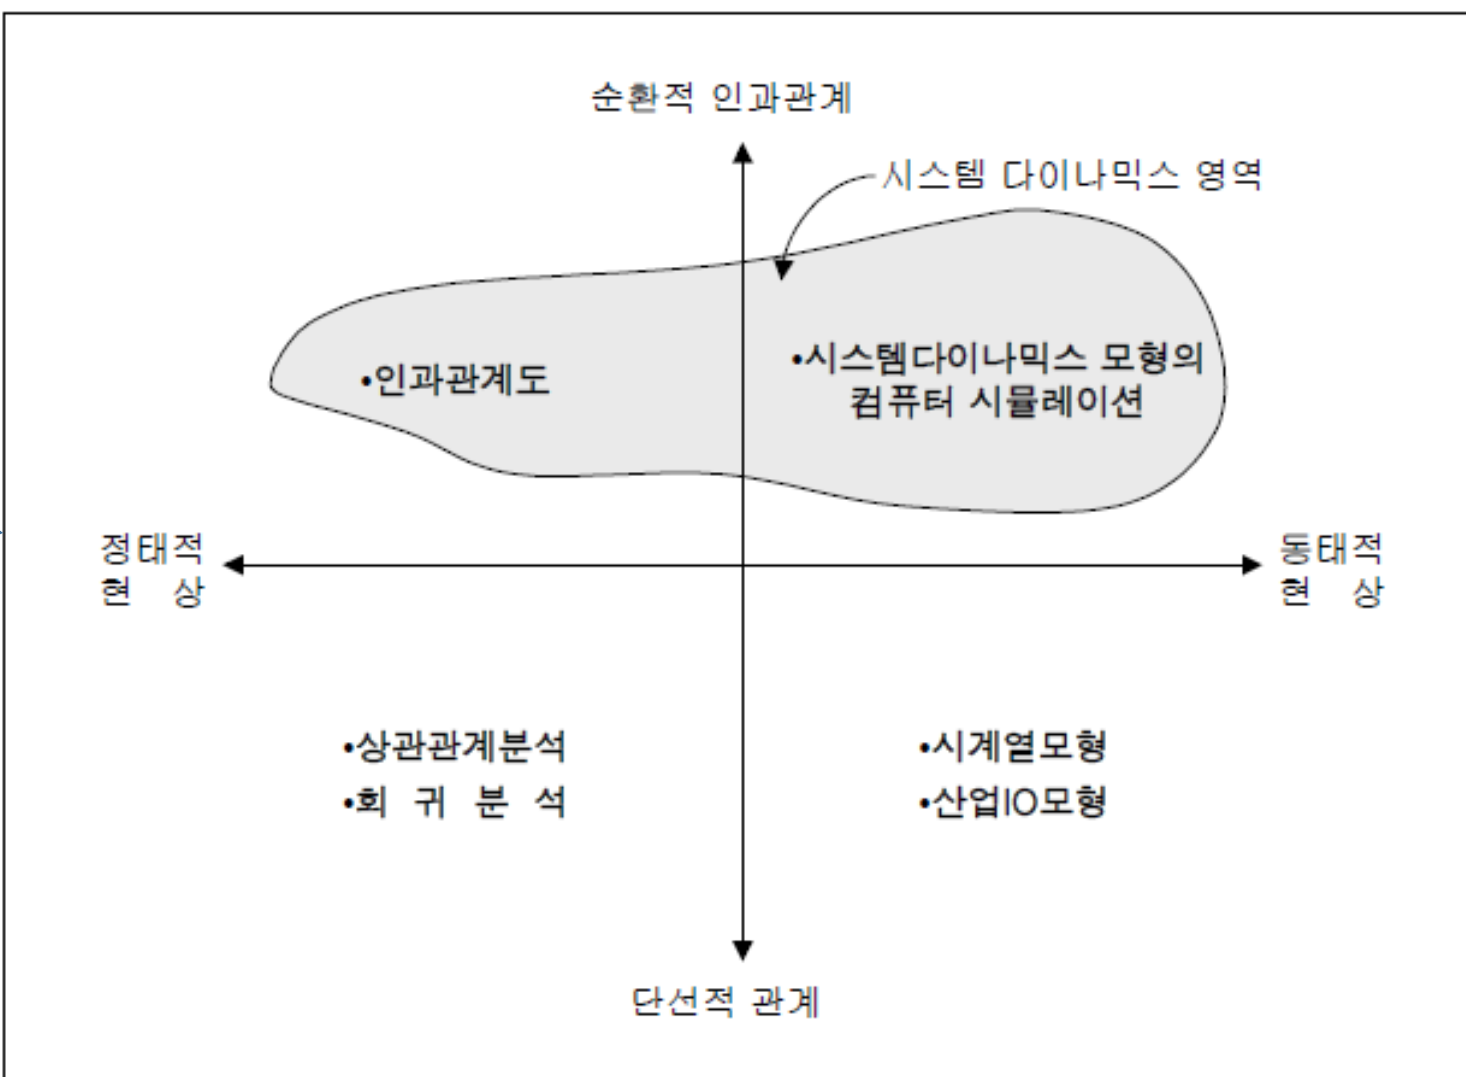 순환적 인과관계
시스템 다이나믹스 영역
•인과관계도
•시스템다이나믹스 모형의
컴퓨터 시뮬레이션
정태적
현 상
동태적
현 상
•상관관계분석
•회 귀 분 석
•시계열모형
•산업IO모형
단선적 관계